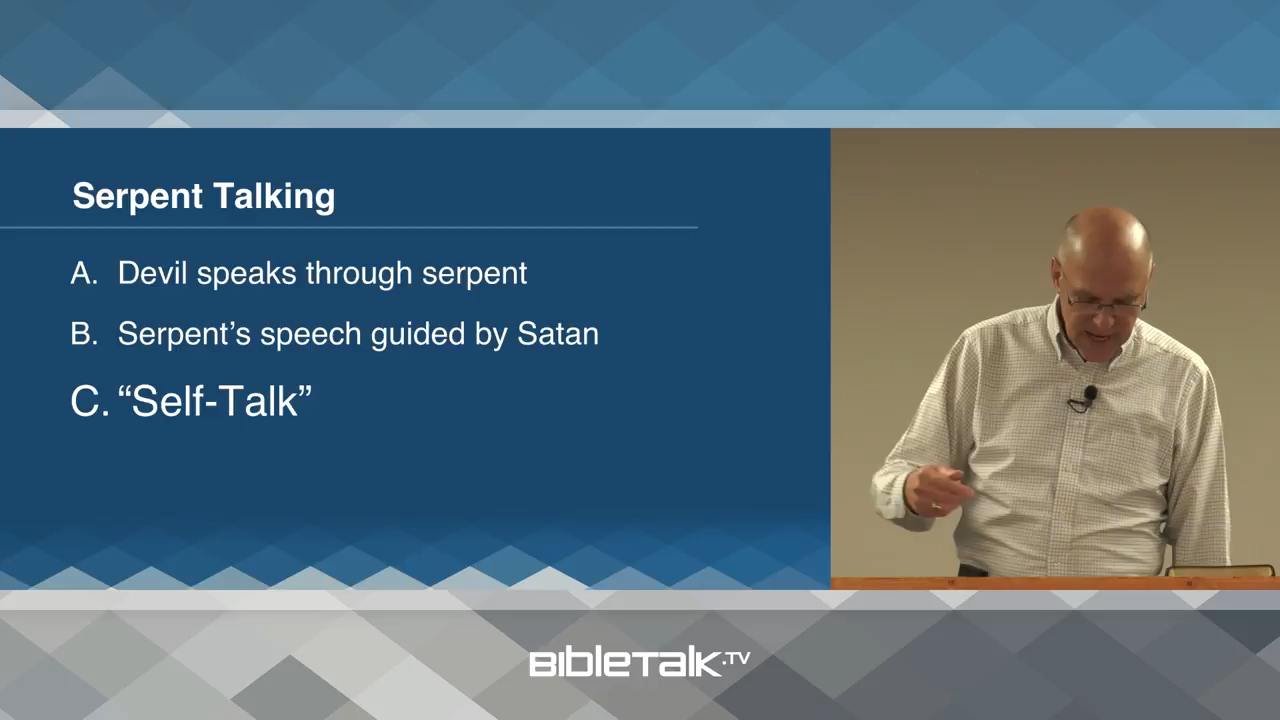 Serpent Talking
A. Devil speaks through serpent
B. Serpent’s speech guided by Satan
C. “Self-Talk”
BIBLETALK.TV